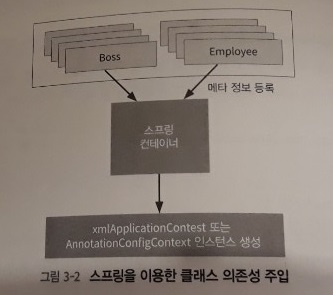 Boss
Employee
메타 정보 등록
스프링
컨테이너
xmlApplicationContest 또는
AnnotationConfigContext 인스턴스 생성
그림 3-2 스프링을 이용한 클래스 의존성 주입